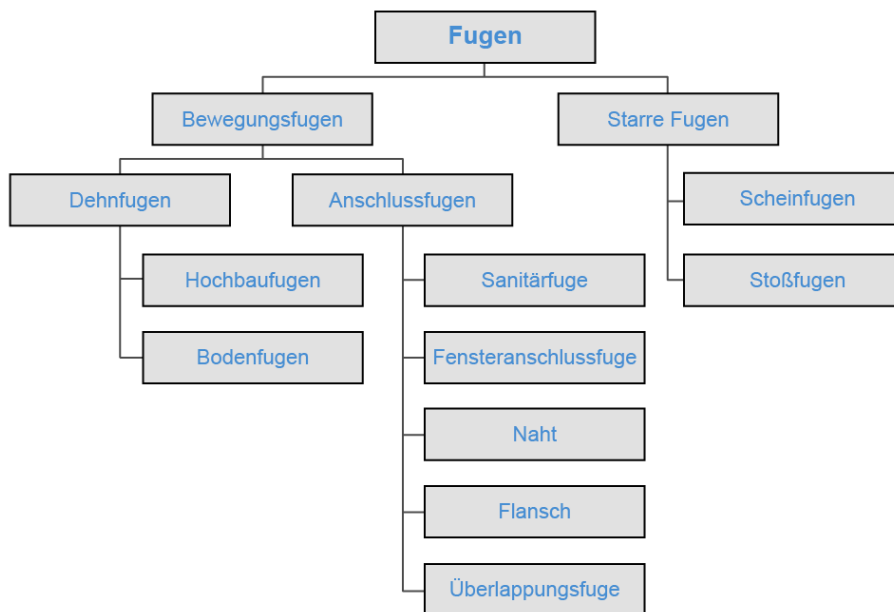 Fugen
Bewegungsfugen
Starre Fugen
Dehnfugen
Anschlussfugen
Scheinfugen
Hochbaufugen
Sanitärfuge
Stoßfugen
Bodenfugen
Fensteranschlussfuge
Naht
Flansch
Überlappungsfuge